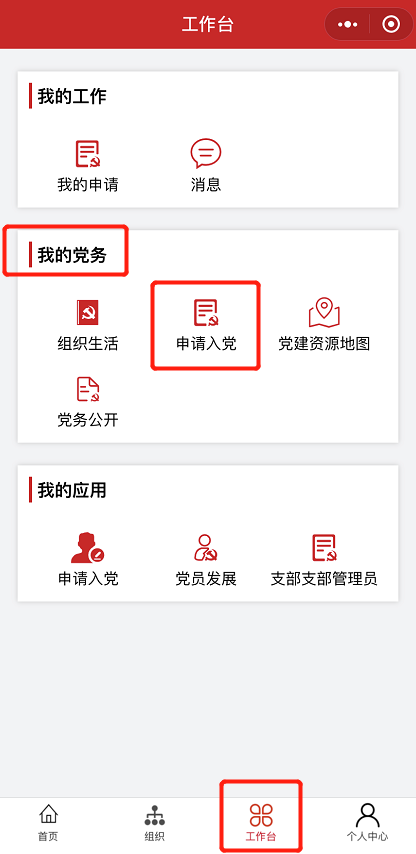 工作台
我的工作
我的申请 消息
我的党务
组织生活 申请入党 党建资源地图
党务公开
我的应用
申请入党 党员发展 支部支部管理员
首页 组织 工作台 个人中心